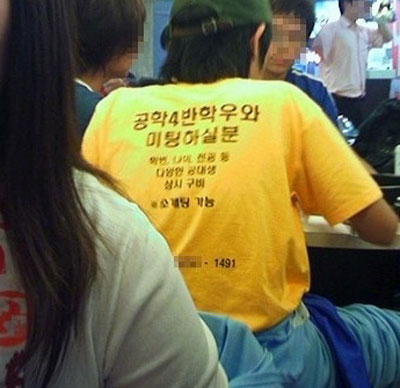 공학4반학우와
미팅하실분
학번, 나이, 전공 등
다양한 공대생
상시 구비
※소개팅 가능
- 1491